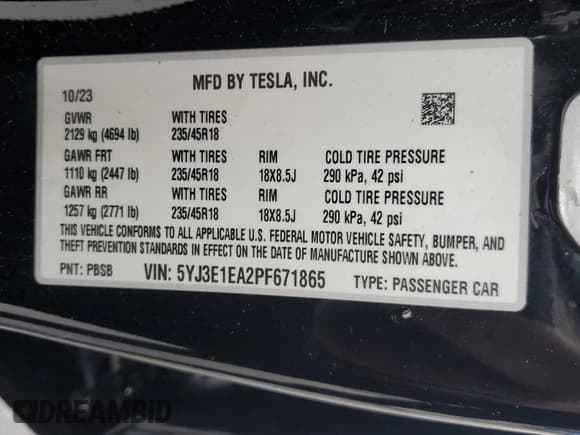 MFD BY TESLA, INC.
10/23
GVWR WITH TIRES
2129 kg (4694 lb) 235/45R18
GAWR FRT WITH TIRES RIM COLD TIRE PRESSURE
1110 kg (2447 lb) 235/45R18 18X8.5J 290 kPa, 42 psi
GAWR RR WITH TIRES RIM COLD TIRE PRESSURE
1257 kg (2771 lb) 235/45R18 18X8.5J 290 kPa, 42 psi
THIS VEHICLE CONFORMS TO ALL APPLICABLE U.S. FEDERAL MOTOR VEHICLE SAFETY, BUMPER, AND
THEFT PREVENTION STANDARDS IN EFFECT ON THE DATE OF MANUFACTURE SHOWN ABOVE.
PNT: PBSB VIN: 5YJ3E1EA2PF671865 TYPE: PASSENGER CAR
DREAMBID